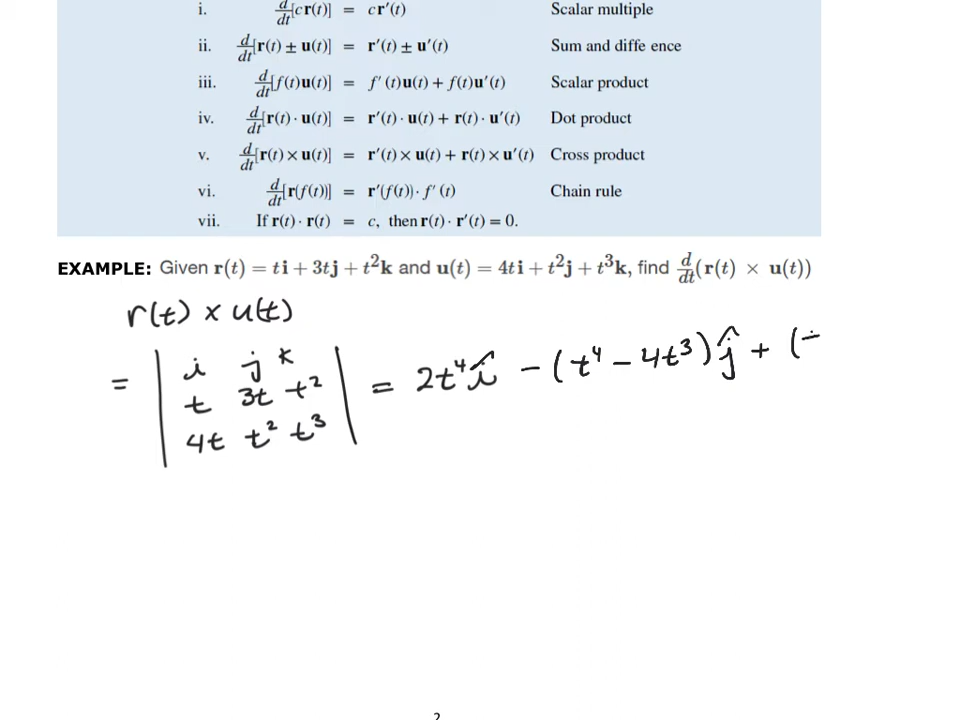 i. d/dt[cr(t)] = cr′(t) Scalar multiple
ii. d/dt[r(t) ± u(t)] = r′(t) ± u′(t) Sum and diffe ence
iii. d/dt[f(t)u(t)] = f′(t)u(t) + f(t)u′(t) Scalar product
iv. d/dt[r(t) · u(t)] = r′(t) · u(t) + r(t) · u′(t) Dot product
v. d/dt[r(t) × u(t)] = r′(t) × u(t) + r(t) × u′(t) Cross product
vi. d/dt[r(f(t))] = r′(f(t)) · f′(t) Chain rule
vii. If r(t) · r(t) = c, then r(t) · r′(t) = 0.
EXAMPLE: Given r(t) = ti + 3tj + t²k and u(t) = 4ti + t²j + t³k, find d/dt(r(t) × u(t))
r(t) × u(t)
= | i j k | = 2t⁴î − (t⁴ − 4t³)ĵ + (
t 3t t²
4t t² t³
2